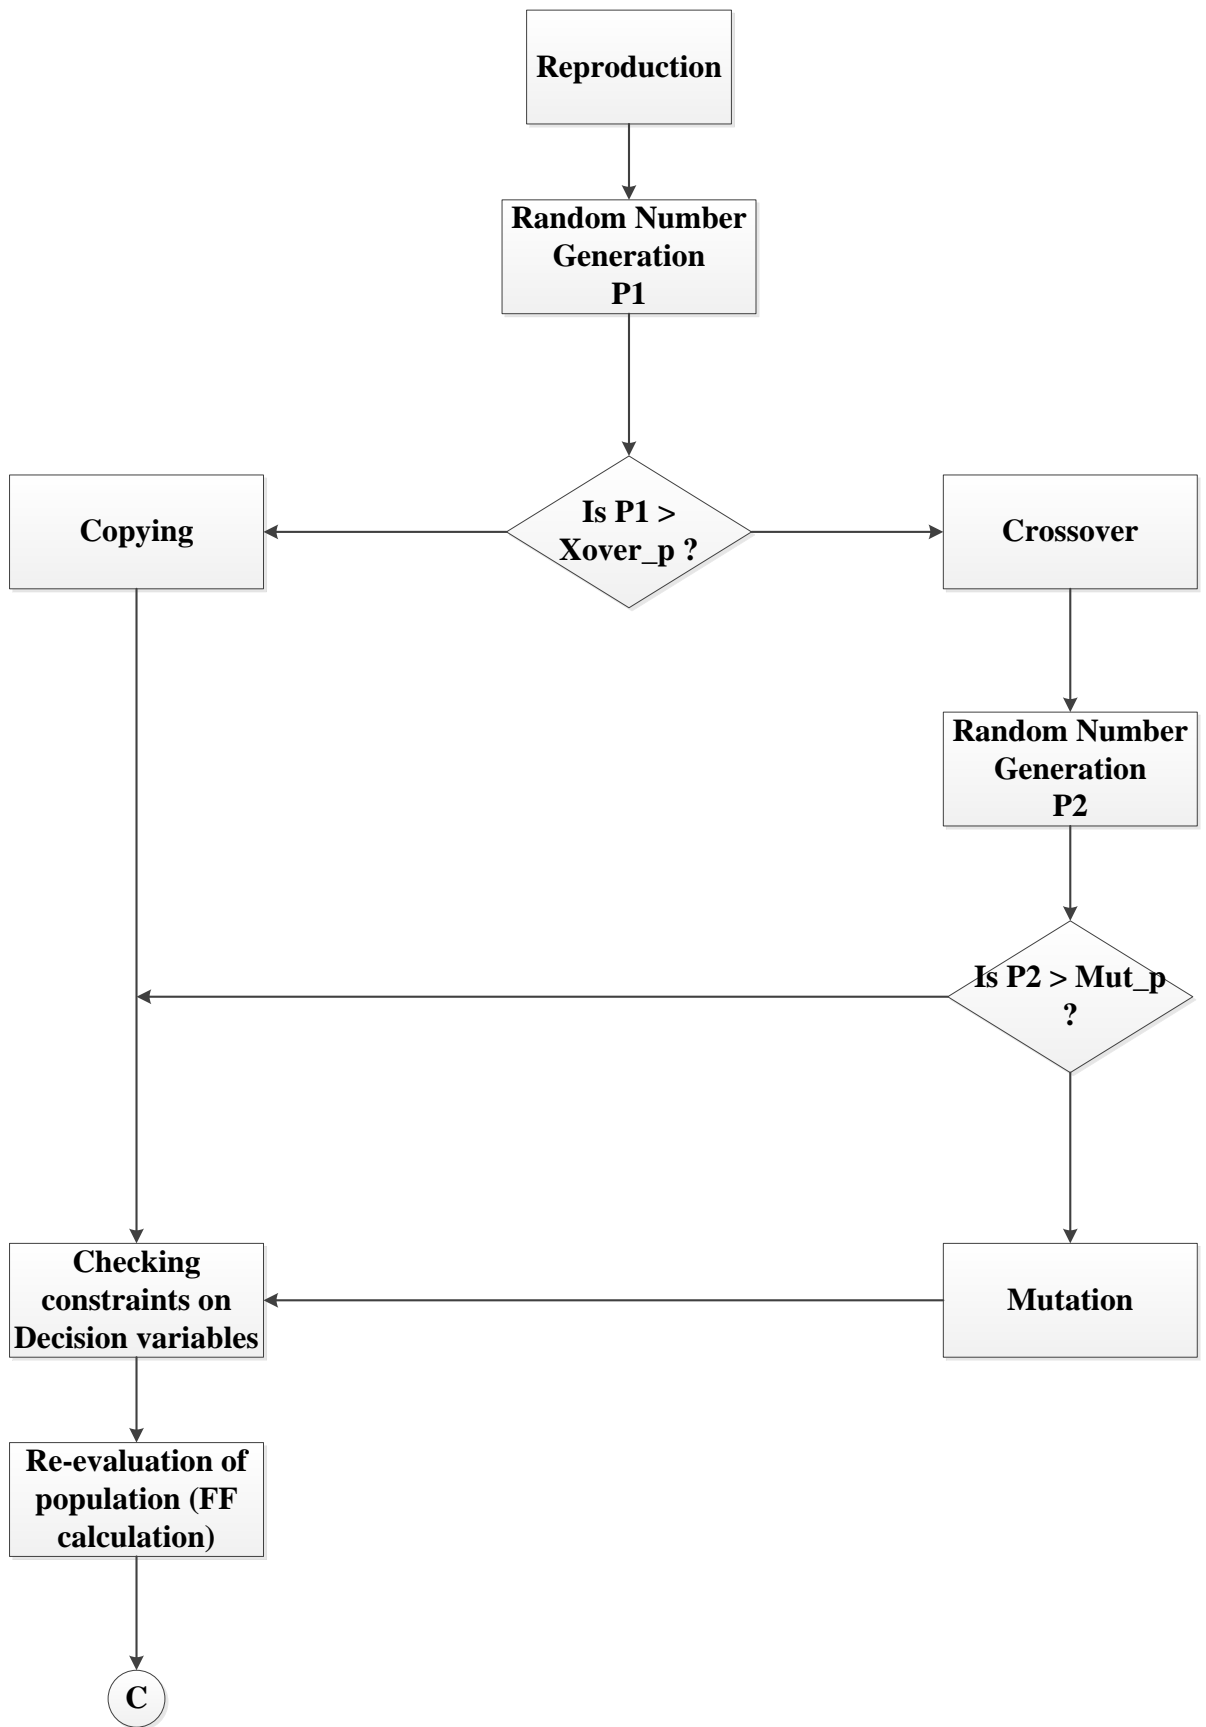 Reproduction
Random Number
Generation
P1
Copying
Is P1 >
Xover_p ?
Crossover
Random Number
Generation
P2
Is P2 > Mut_p
?
Checking
constraints on
Decision variables
Mutation
Re-evaluation of
population (FF
calculation)
C